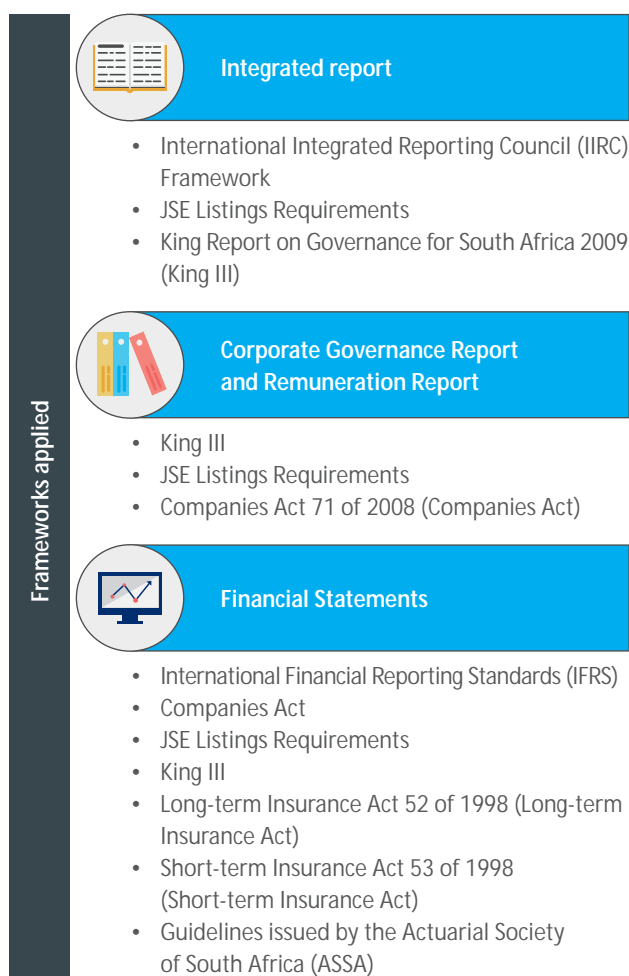 Frameworks applied
Integrated report
• International Integrated Reporting Council (IIRC)
Framework
• JSE Listings Requirements
• King Report on Governance for South Africa 2009
(King III)
Corporate Governance Report
and Remuneration Report
• King III
• JSE Listings Requirements
• Companies Act 71 of 2008 (Companies Act)
Financial Statements
• International Financial Reporting Standards (IFRS)
• Companies Act
• JSE Listings Requirements
• King III
• Long-term Insurance Act 52 of 1998 (Long-term
Insurance Act)
• Short-term Insurance Act 53 of 1998
(Short-term Insurance Act)
• Guidelines issued by the Actuarial Society
of South Africa (ASSA)